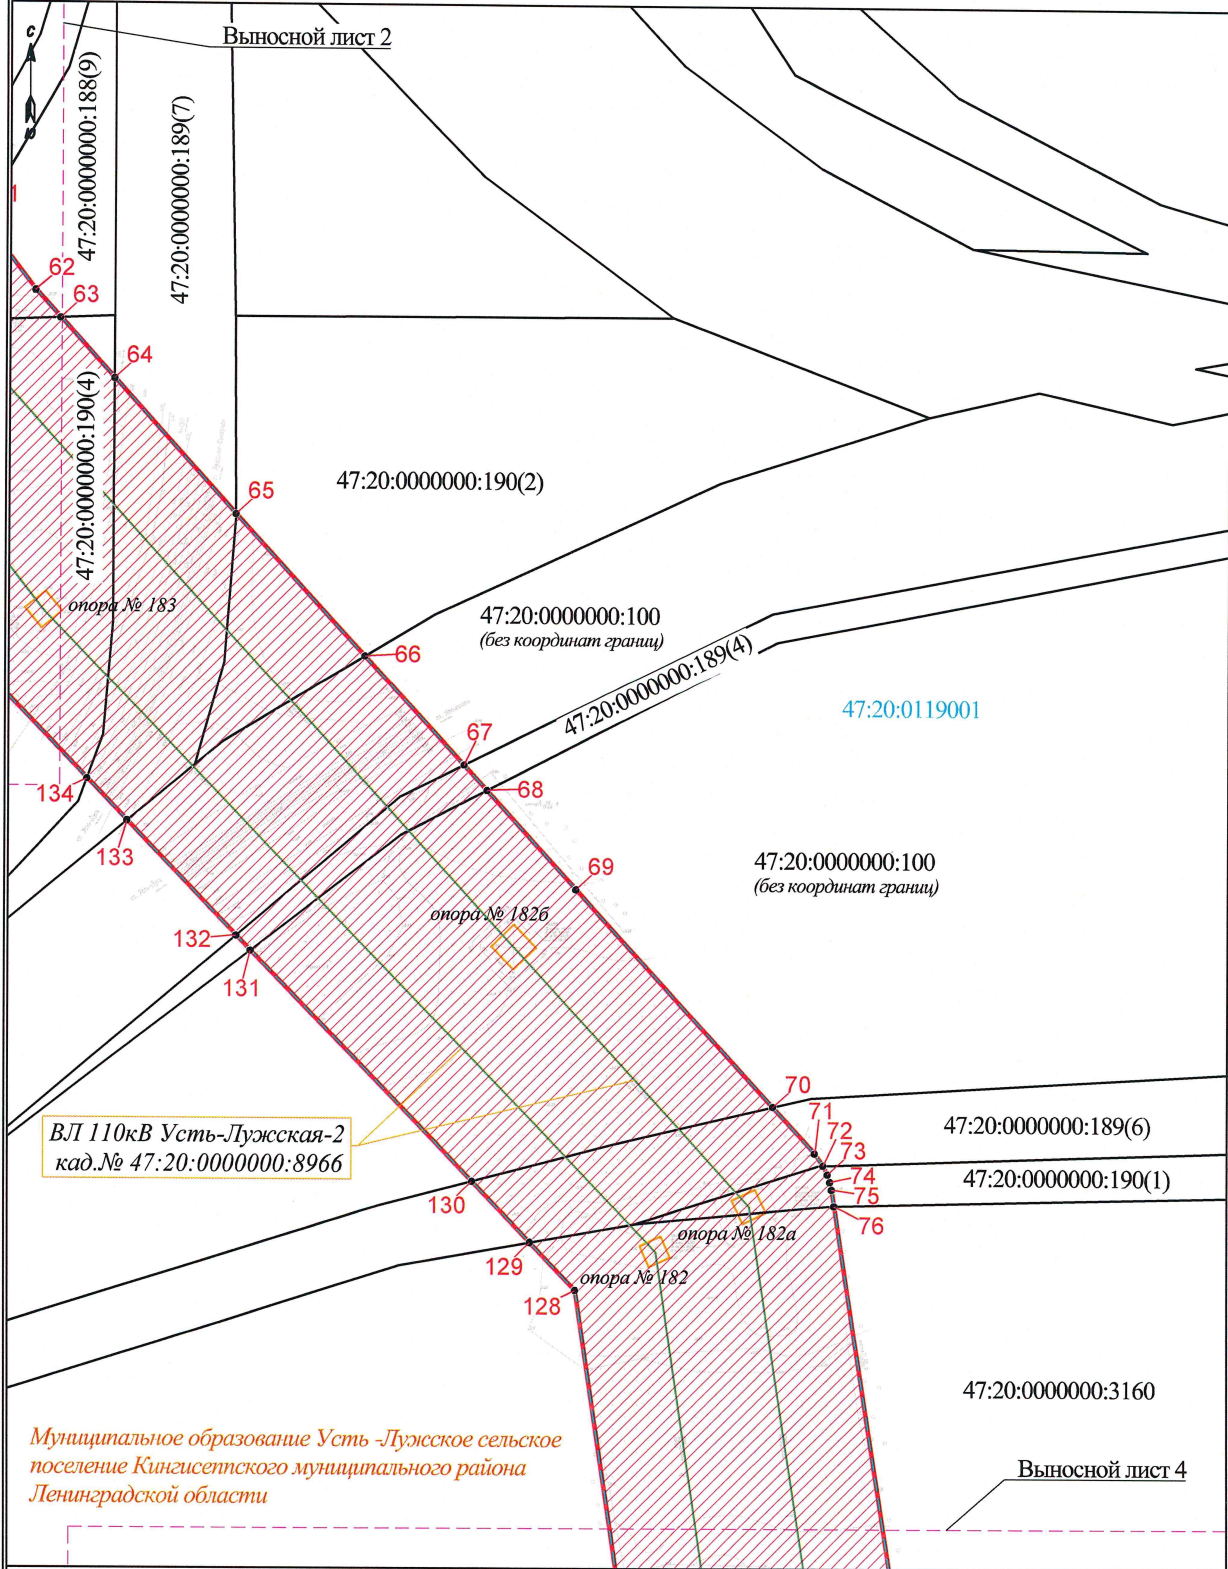 Выносной лист 2
с
ю
47:20:0000000:188(9)
47:20:0000000:189(7)
1
62
63
64
47:20:0000000:190(4)
65
47:20:0000000:190(2)
опора № 183
47:20:0000000:100
(без координат границ)
66
47:20:0000000:189(4)
47:20:0119001
67
68
134
133
69
47:20:0000000:100
(без координат границ)
опора № 182б
132
131
70
71
72
73
74
75
76
47:20:0000000:189(6)
47:20:0000000:190(1)
ВЛ 110кВ Усть-Лужская-2
кад.№ 47:20:0000000:8966
130
129
128
опора № 182а
опора № 182
47:20:0000000:3160
Муниципальное образование Усть -Лужское сельское
поселение Кингисеппского муниципального района
Ленинградской области
Выносной лист 4